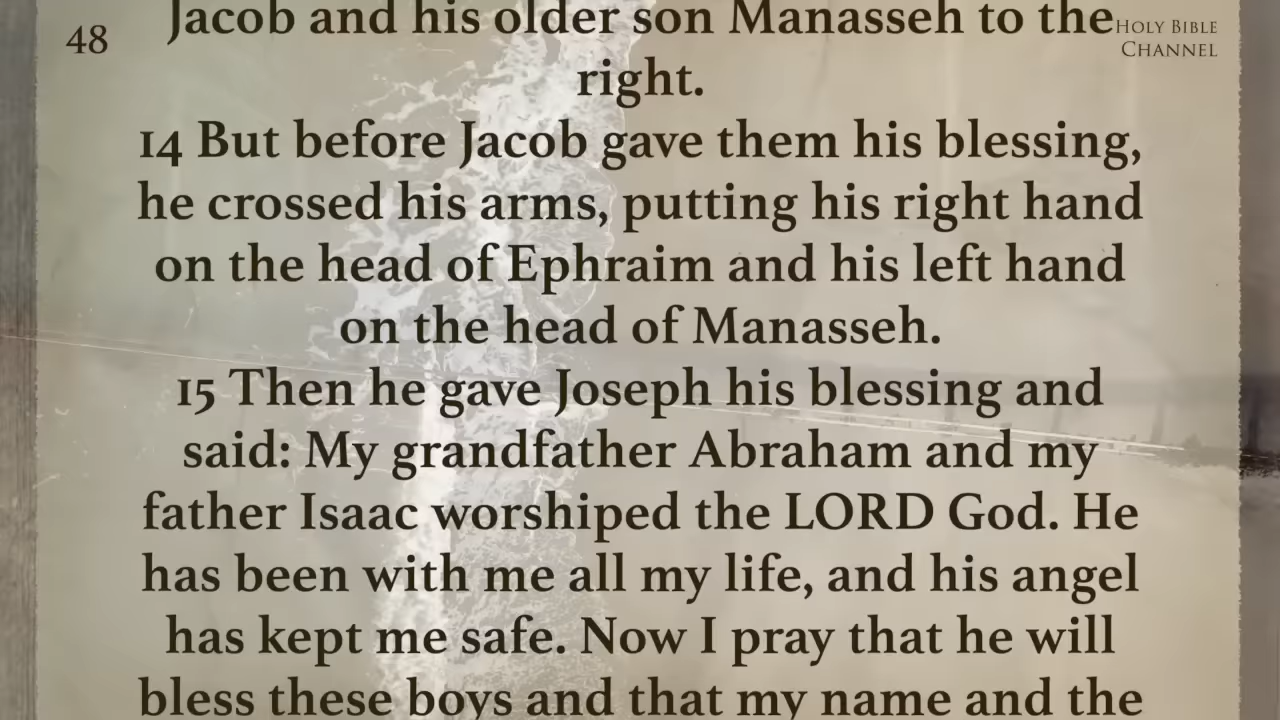 48
Jacob and his older son Manasseh to the
HOLY BIBLE
CHANNEL
right.
14 But before Jacob gave them his blessing,
he crossed his arms, putting his right hand
on the head of Ephraim and his left hand
on the head of Manasseh.
15 Then he gave Joseph his blessing and
said: My grandfather Abraham and my
father Isaac worshiped the LORD God. He
has been with me all my life, and his angel
has kept me safe. Now I pray that he will
bless these boys and that my name and the